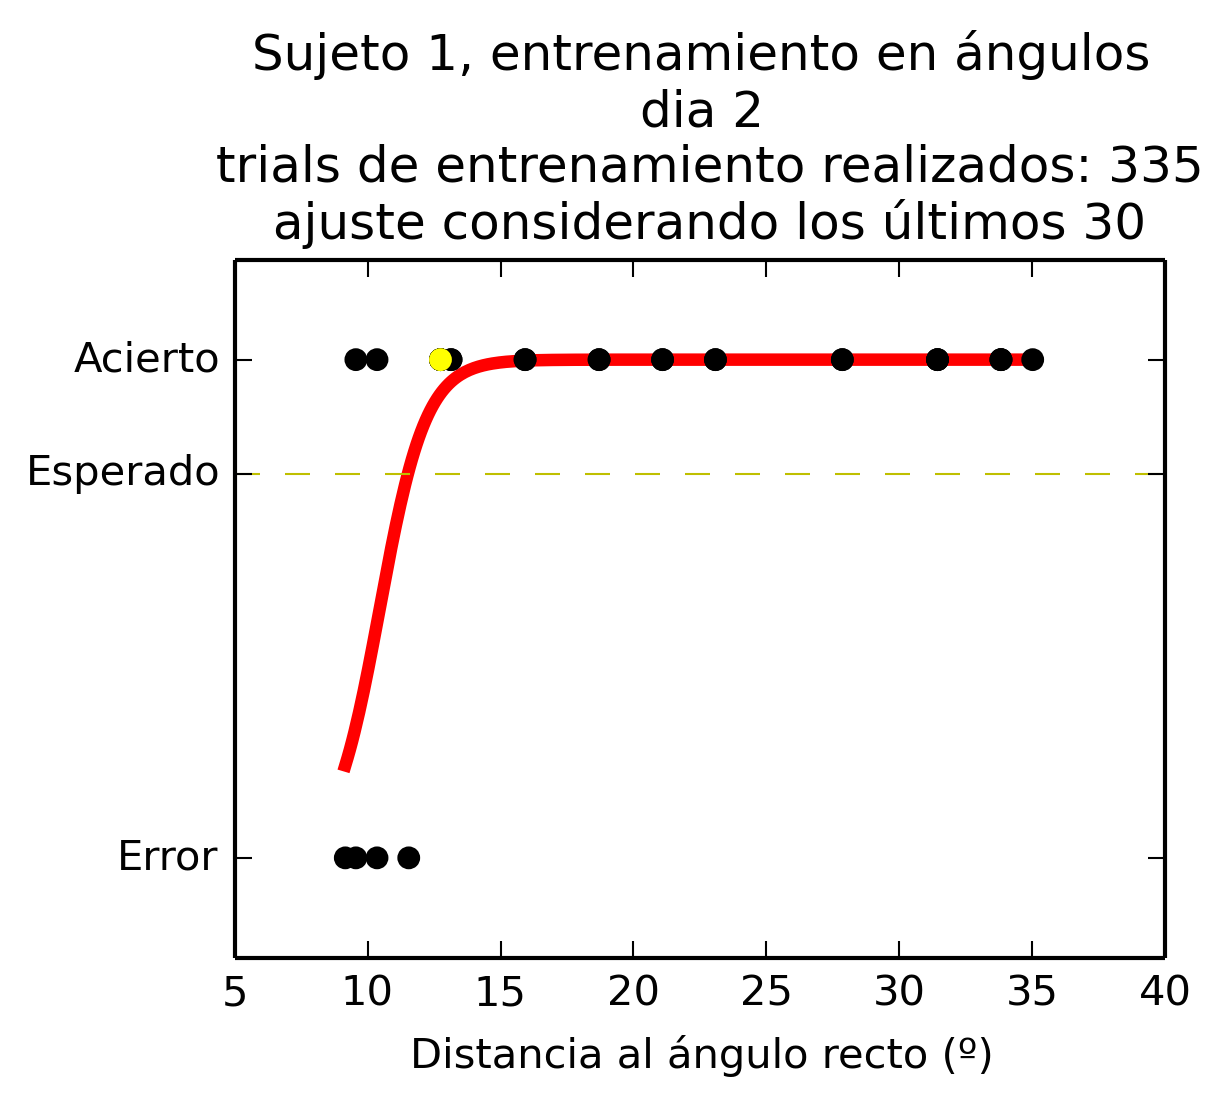 Sujeto 1, entrenamiento en ángulos
dia 2
trials de entrenamiento realizados: 335
ajuste considerando los últimos 30
Acierto
Esperado
Error
5 10 15 20 25 30 35 40
Distancia al ángulo recto (º)